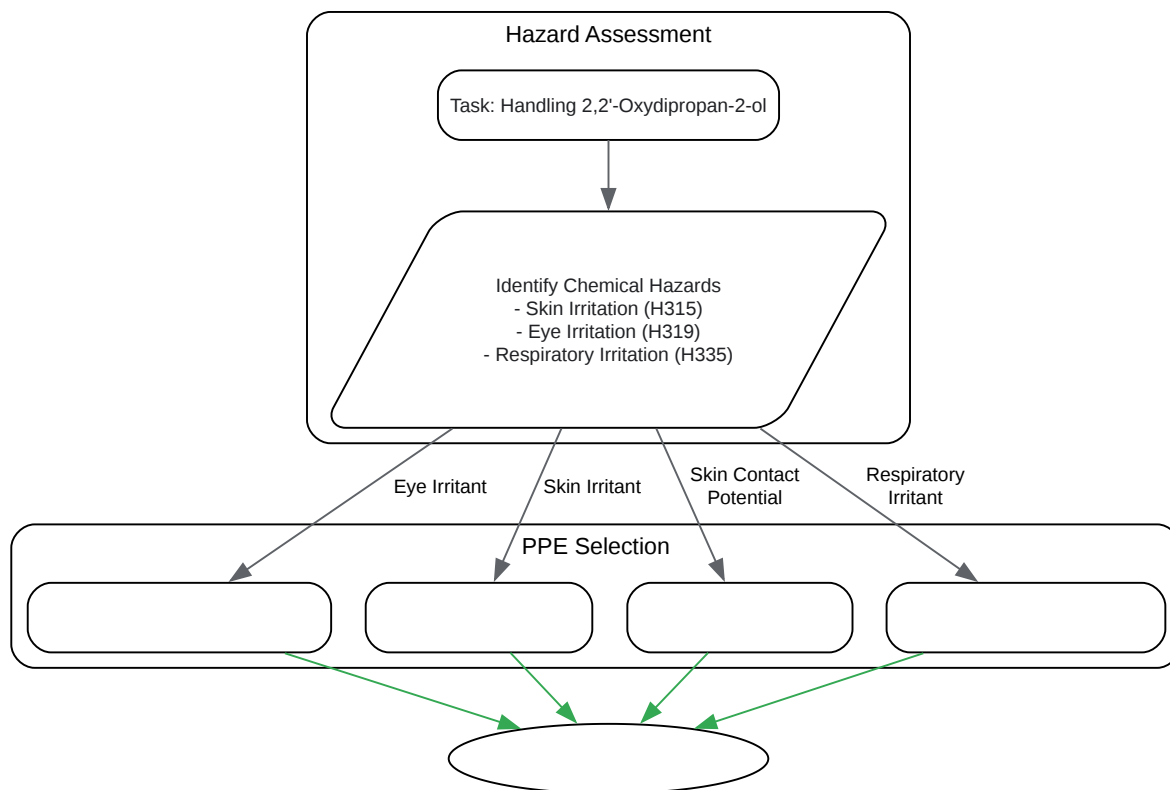 Hazard Assessment
Task: Handling 2,2'-Oxydipropan-2-ol
Identify Chemical Hazards
- Skin Irritation (H315)
- Eye Irritation (H319)
- Respiratory Irritation (H335)
Eye Irritant
Skin Irritant
Skin Contact
Potential
Respiratory
Irritant
PPE Selection